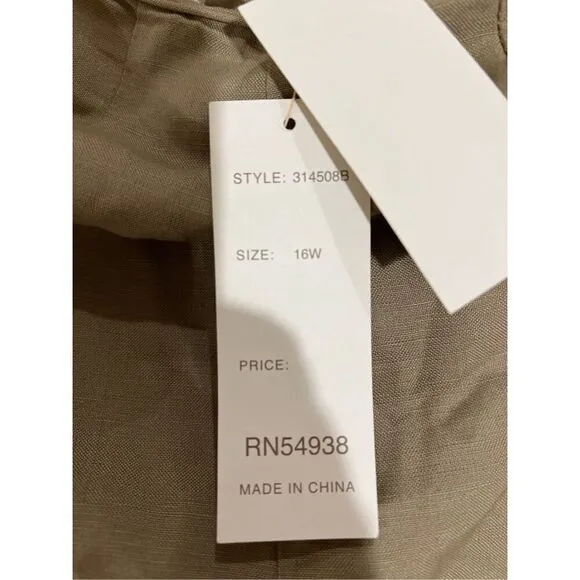 STYLE: 314508B
SIZE: 16W
PRICE:
RN54938
MADE IN CHINA